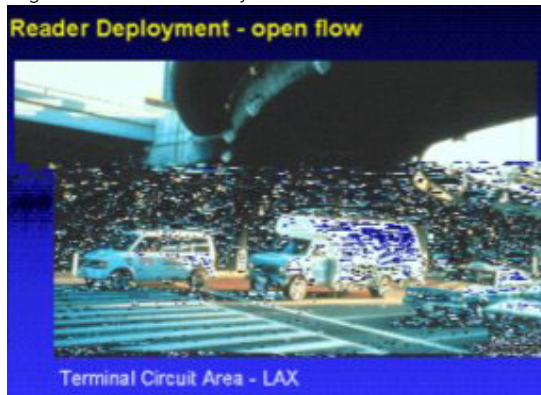 Reader Deployment - open flow
Terminal Circuit Area - LAX